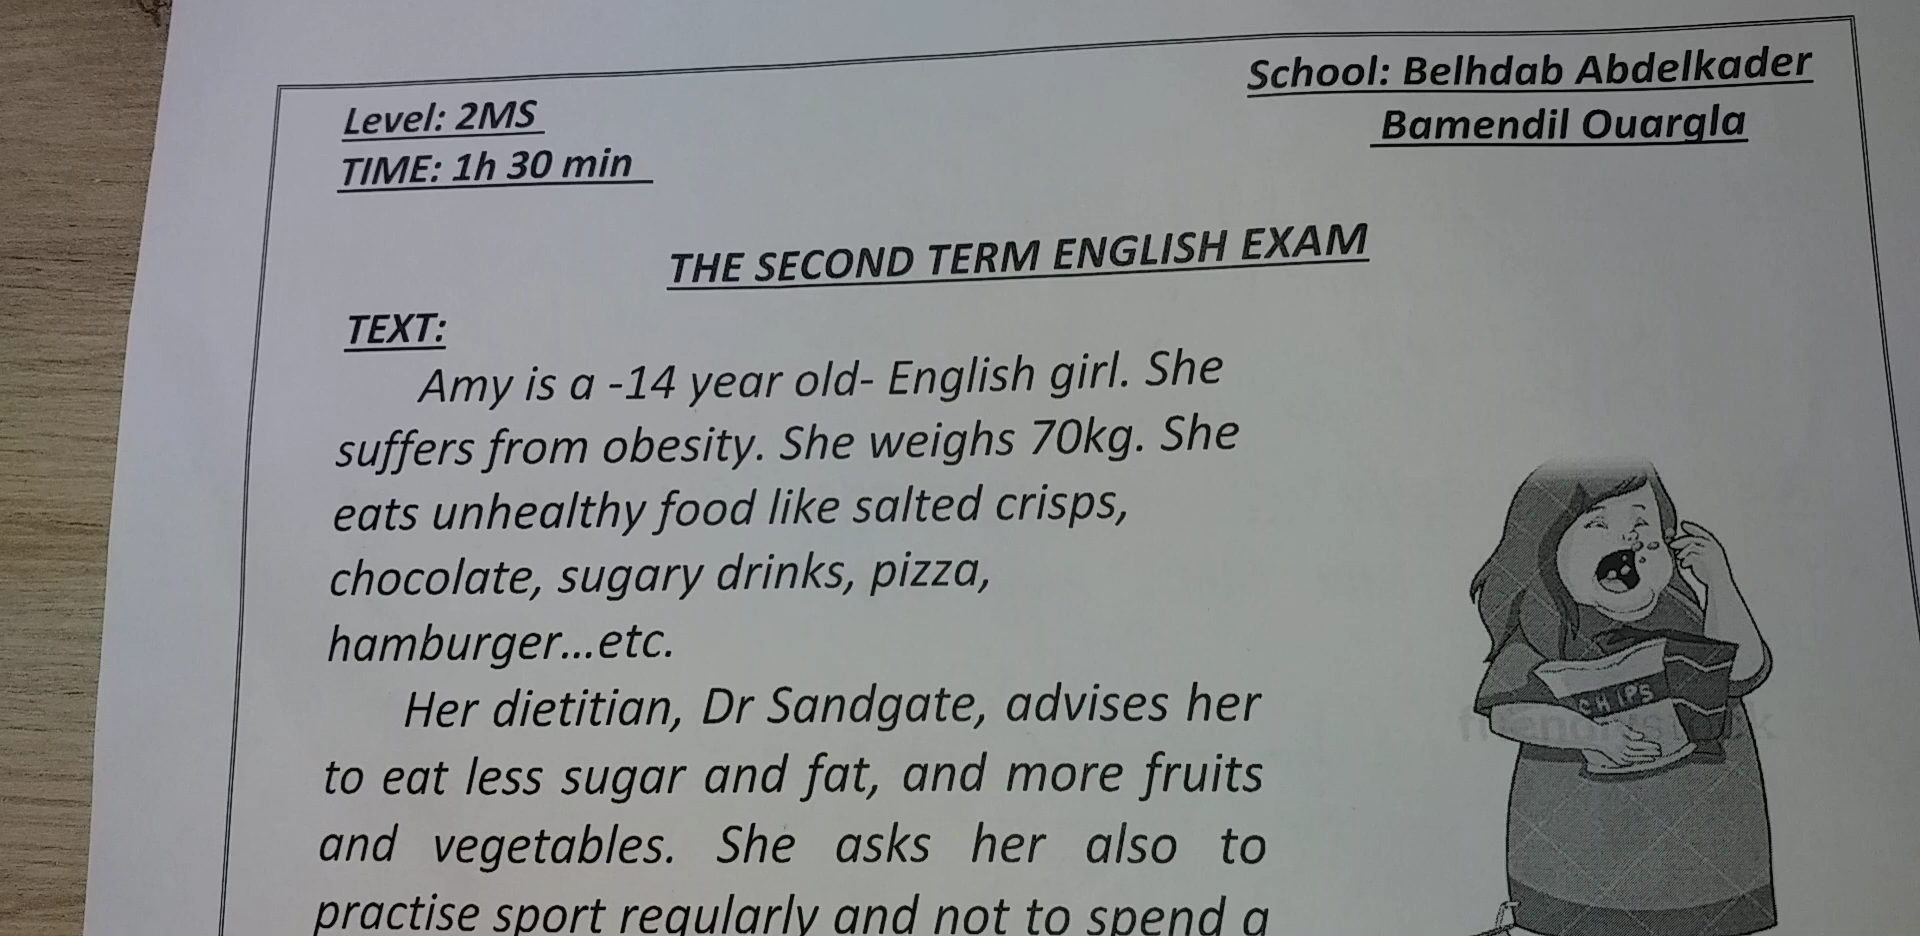 Level: 2MS
School: Belhdab Abdelkader
TIME: 1h 30 min
Bamendil Ouargla
THE SECOND TERM ENGLISH EXAM
TEXT:
Amy is a -14 year old- English girl. She
suffers from obesity. She weighs 70kg. She
eats unhealthy food like salted crisps,
chocolate, sugary drinks, pizza,
hamburger...etc.
Her dietitian, Dr Sandgate, advises her
to eat less sugar and fat, and more fruits
and vegetables. She asks her also to
practise sport regularly and not to spend a
CHIPS